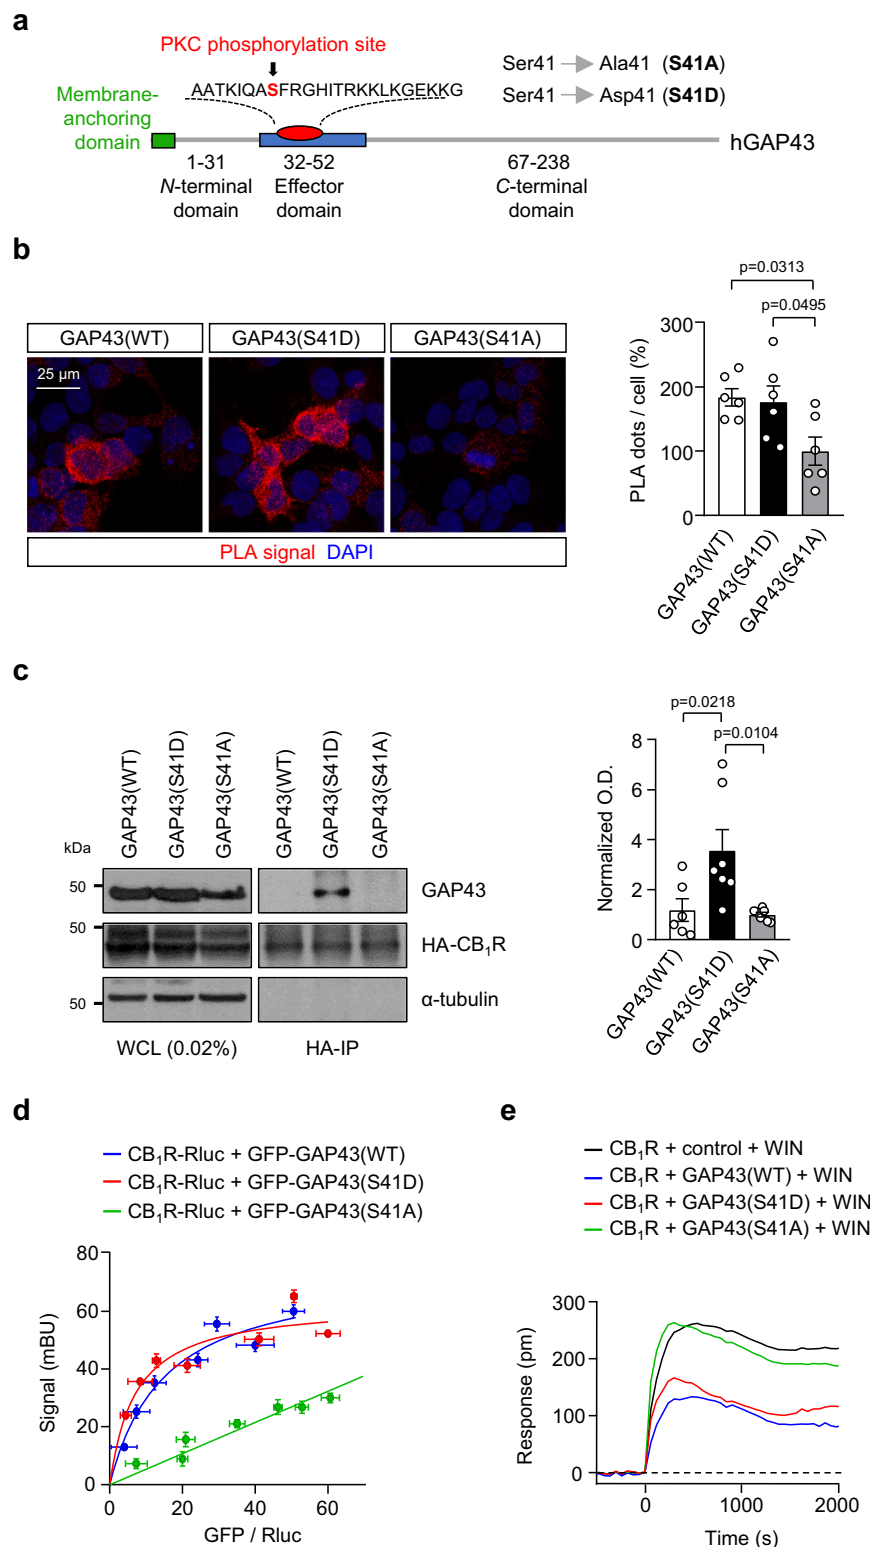 a
PKC phosphorylation site
AATKIQASFRGHITRKKLKGEKKG
Ser41 Ala41 (S41A)
Ser41 Asp41 (S41D)
Membrane-
anchoring
domain
hGAP43
1-31 32-52 67-238
N-terminal Effector C-terminal
domain domain domain
b
GAP43(WT) GAP43(S41D) GAP43(S41A)
25 µm
PLA signal DAPI
p=0.0313
p=0.0495
PLA dots / cell (%)
300
200
100
0
GAP43(WT)
GAP43(S41D)
GAP43(S41A)
c
GAP43(WT)
GAP43(S41D)
GAP43(S41A)
GAP43(WT)
GAP43(S41D)
GAP43(S41A)
kDa
50
GAP43
50
HA-CB1R
50
α-tubulin
WCL (0.02%) HA-IP
p=0.0218
p=0.0104
Normalized O.D.
8
6
4
2
0
GAP43(WT)
GAP43(S41D)
GAP43(S41A)
d
CB1R-Rluc + GFP-GAP43(WT)
CB1R-Rluc + GFP-GAP43(S41D)
CB1R-Rluc + GFP-GAP43(S41A)
Signal (mBU)
80
60
40
20
0
0 20 40 60
GFP / Rluc
e
CB1R + control + WIN
CB1R + GAP43(WT) + WIN
CB1R + GAP43(S41D) + WIN
CB1R + GAP43(S41A) + WIN
Response (pm)
300
200
100
0
0 1000 2000
Time (s)